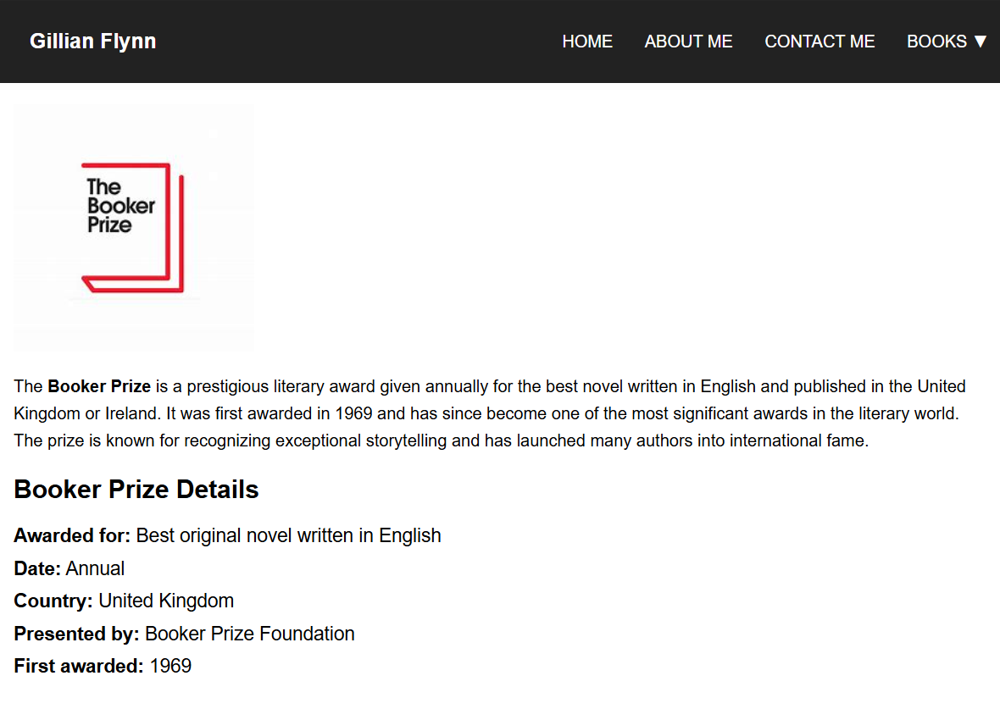 Gillian Flynn
HOME ABOUT ME CONTACT ME BOOKS ▼
The
Booker
Prize
The Booker Prize is a prestigious literary award given annually for the best novel written in English and published in the United
Kingdom or Ireland. It was first awarded in 1969 and has since become one of the most significant awards in the literary world.
The prize is known for recognizing exceptional storytelling and has launched many authors into international fame.
Booker Prize Details
Awarded for: Best original novel written in English
Date: Annual
Country: United Kingdom
Presented by: Booker Prize Foundation
First awarded: 1969